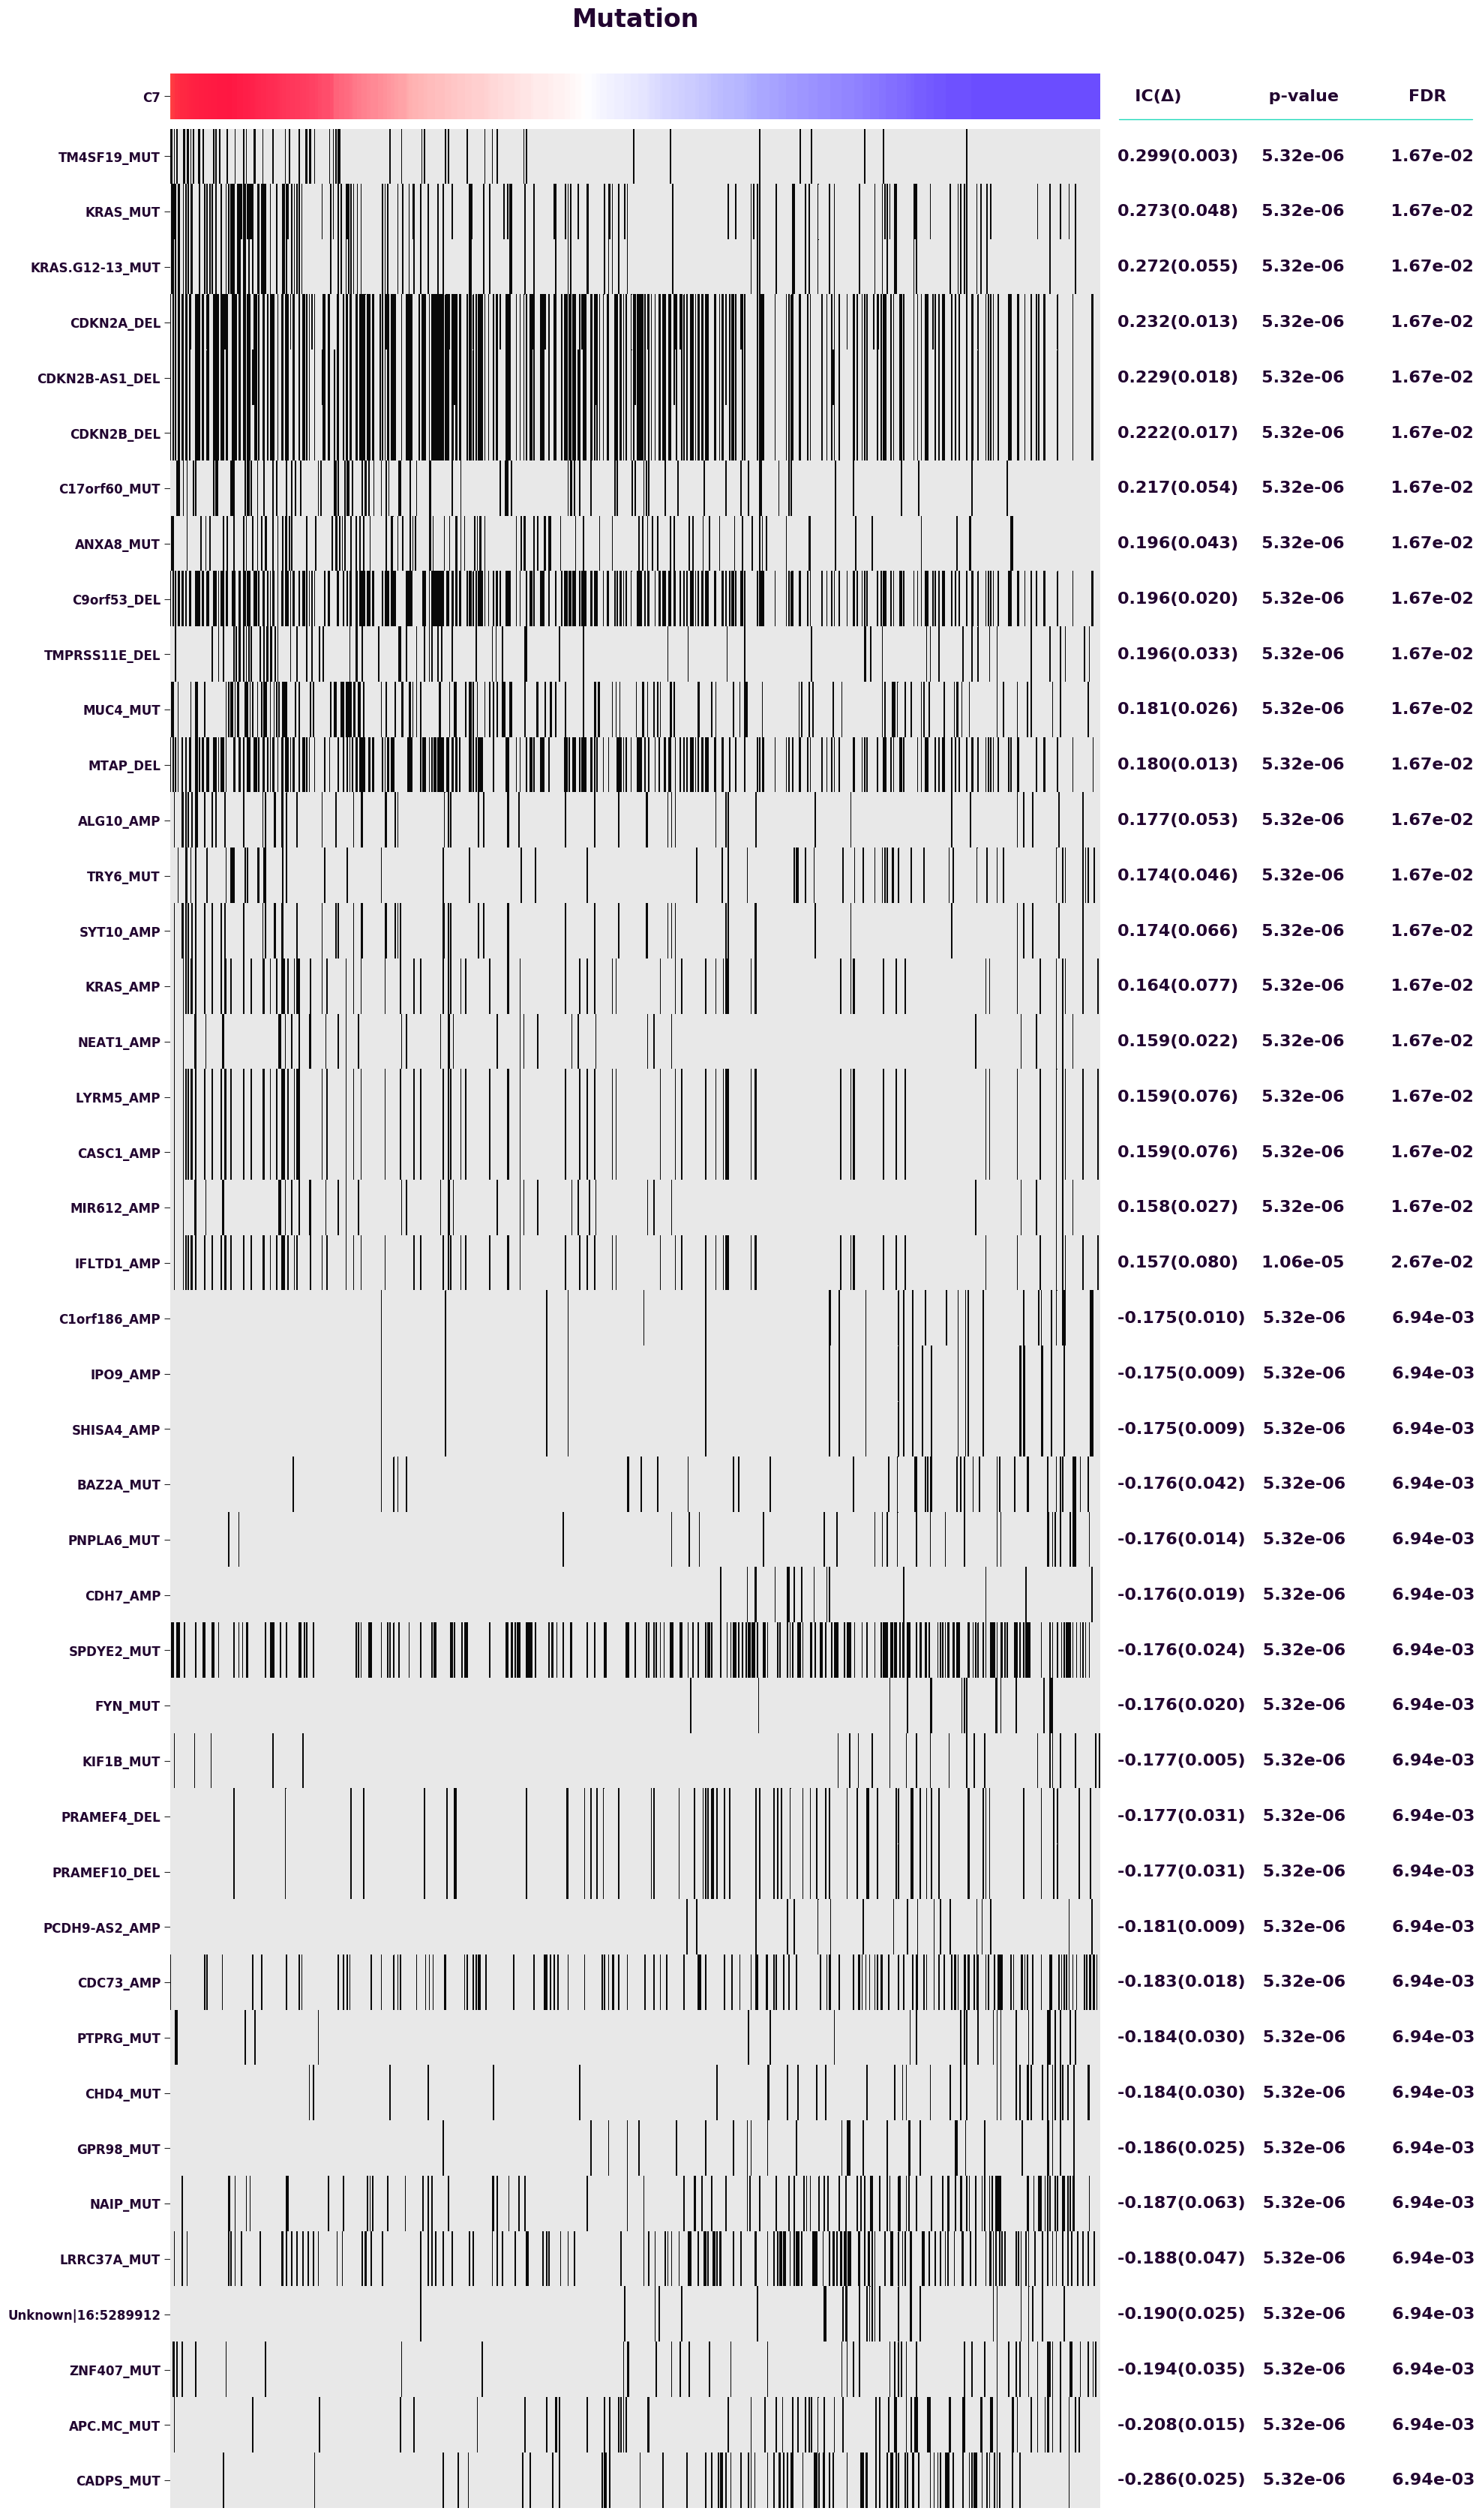 Mutation
C7 IC(Δ) p-value FDR
TM4SF19_MUT 0.299(0.003) 5.32e-06 1.67e-02
KRAS_MUT 0.273(0.048) 5.32e-06 1.67e-02
KRAS.G12-13_MUT 0.272(0.055) 5.32e-06 1.67e-02
CDKN2A_DEL 0.232(0.013) 5.32e-06 1.67e-02
CDKN2B-AS1_DEL 0.229(0.018) 5.32e-06 1.67e-02
CDKN2B_DEL 0.222(0.017) 5.32e-06 1.67e-02
C17orf60_MUT 0.217(0.054) 5.32e-06 1.67e-02
ANXA8_MUT 0.196(0.043) 5.32e-06 1.67e-02
C9orf53_DEL 0.196(0.020) 5.32e-06 1.67e-02
TMPRSS11E_DEL 0.196(0.033) 5.32e-06 1.67e-02
MUC4_MUT 0.181(0.026) 5.32e-06 1.67e-02
MTAP_DEL 0.180(0.013) 5.32e-06 1.67e-02
ALG10_AMP 0.177(0.053) 5.32e-06 1.67e-02
TRY6_MUT 0.174(0.046) 5.32e-06 1.67e-02
SYT10_AMP 0.174(0.066) 5.32e-06 1.67e-02
KRAS_AMP 0.164(0.077) 5.32e-06 1.67e-02
NEAT1_AMP 0.159(0.022) 5.32e-06 1.67e-02
LYRM5_AMP 0.159(0.076) 5.32e-06 1.67e-02
CASC1_AMP 0.159(0.076) 5.32e-06 1.67e-02
MIR612_AMP 0.158(0.027) 5.32e-06 1.67e-02
IFLTD1_AMP 0.157(0.080) 1.06e-05 2.67e-02
C1orf186_AMP -0.175(0.010) 5.32e-06 6.94e-03
IPO9_AMP -0.175(0.009) 5.32e-06 6.94e-03
SHISA4_AMP -0.175(0.009) 5.32e-06 6.94e-03
BAZ2A_MUT -0.176(0.042) 5.32e-06 6.94e-03
PNPLA6_MUT -0.176(0.014) 5.32e-06 6.94e-03
CDH7_AMP -0.176(0.019) 5.32e-06 6.94e-03
SPDYE2_MUT -0.176(0.024) 5.32e-06 6.94e-03
FYN_MUT -0.176(0.020) 5.32e-06 6.94e-03
KIF1B_MUT -0.177(0.005) 5.32e-06 6.94e-03
PRAMEF4_DEL -0.177(0.031) 5.32e-06 6.94e-03
PRAMEF10_DEL -0.177(0.031) 5.32e-06 6.94e-03
PCDH9-AS2_AMP -0.181(0.009) 5.32e-06 6.94e-03
CDC73_AMP -0.183(0.018) 5.32e-06 6.94e-03
PTPRG_MUT -0.184(0.030) 5.32e-06 6.94e-03
CHD4_MUT -0.184(0.030) 5.32e-06 6.94e-03
GPR98_MUT -0.186(0.025) 5.32e-06 6.94e-03
NAIP_MUT -0.187(0.063) 5.32e-06 6.94e-03
LRRC37A_MUT -0.188(0.047) 5.32e-06 6.94e-03
Unknown|16:5289912 -0.190(0.025) 5.32e-06 6.94e-03
ZNF407_MUT -0.194(0.035) 5.32e-06 6.94e-03
APC.MC_MUT -0.208(0.015) 5.32e-06 6.94e-03
CADPS_MUT -0.286(0.025) 5.32e-06 6.94e-03